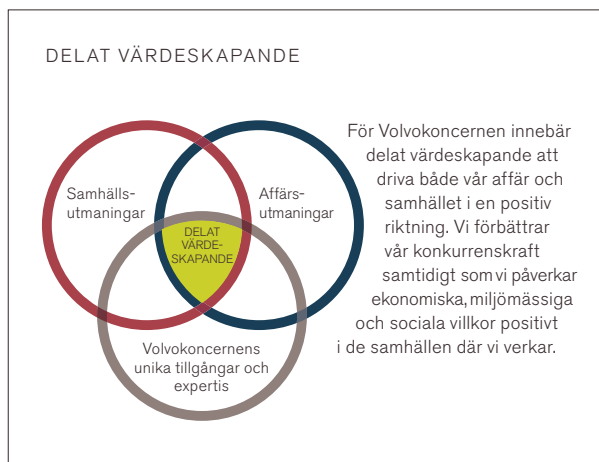 DELAT VÄRDESKAPANDE
Samhälls-
utmaningar
Affärs-
utmaningar
DELAT
VÄRDE-
SKAPANDE
Volvokoncernens
unika tillgångar och
expertis
För Volvokoncernen innebär
delat värdeskapande att
driva både vår affär och
samhället i en positiv
riktning. Vi förbättrar
vår konkurrenskraft
samtidigt som vi påverkar
ekonomiska, miljömässiga
och sociala villkor positivt
i de samhällen där vi verkar.